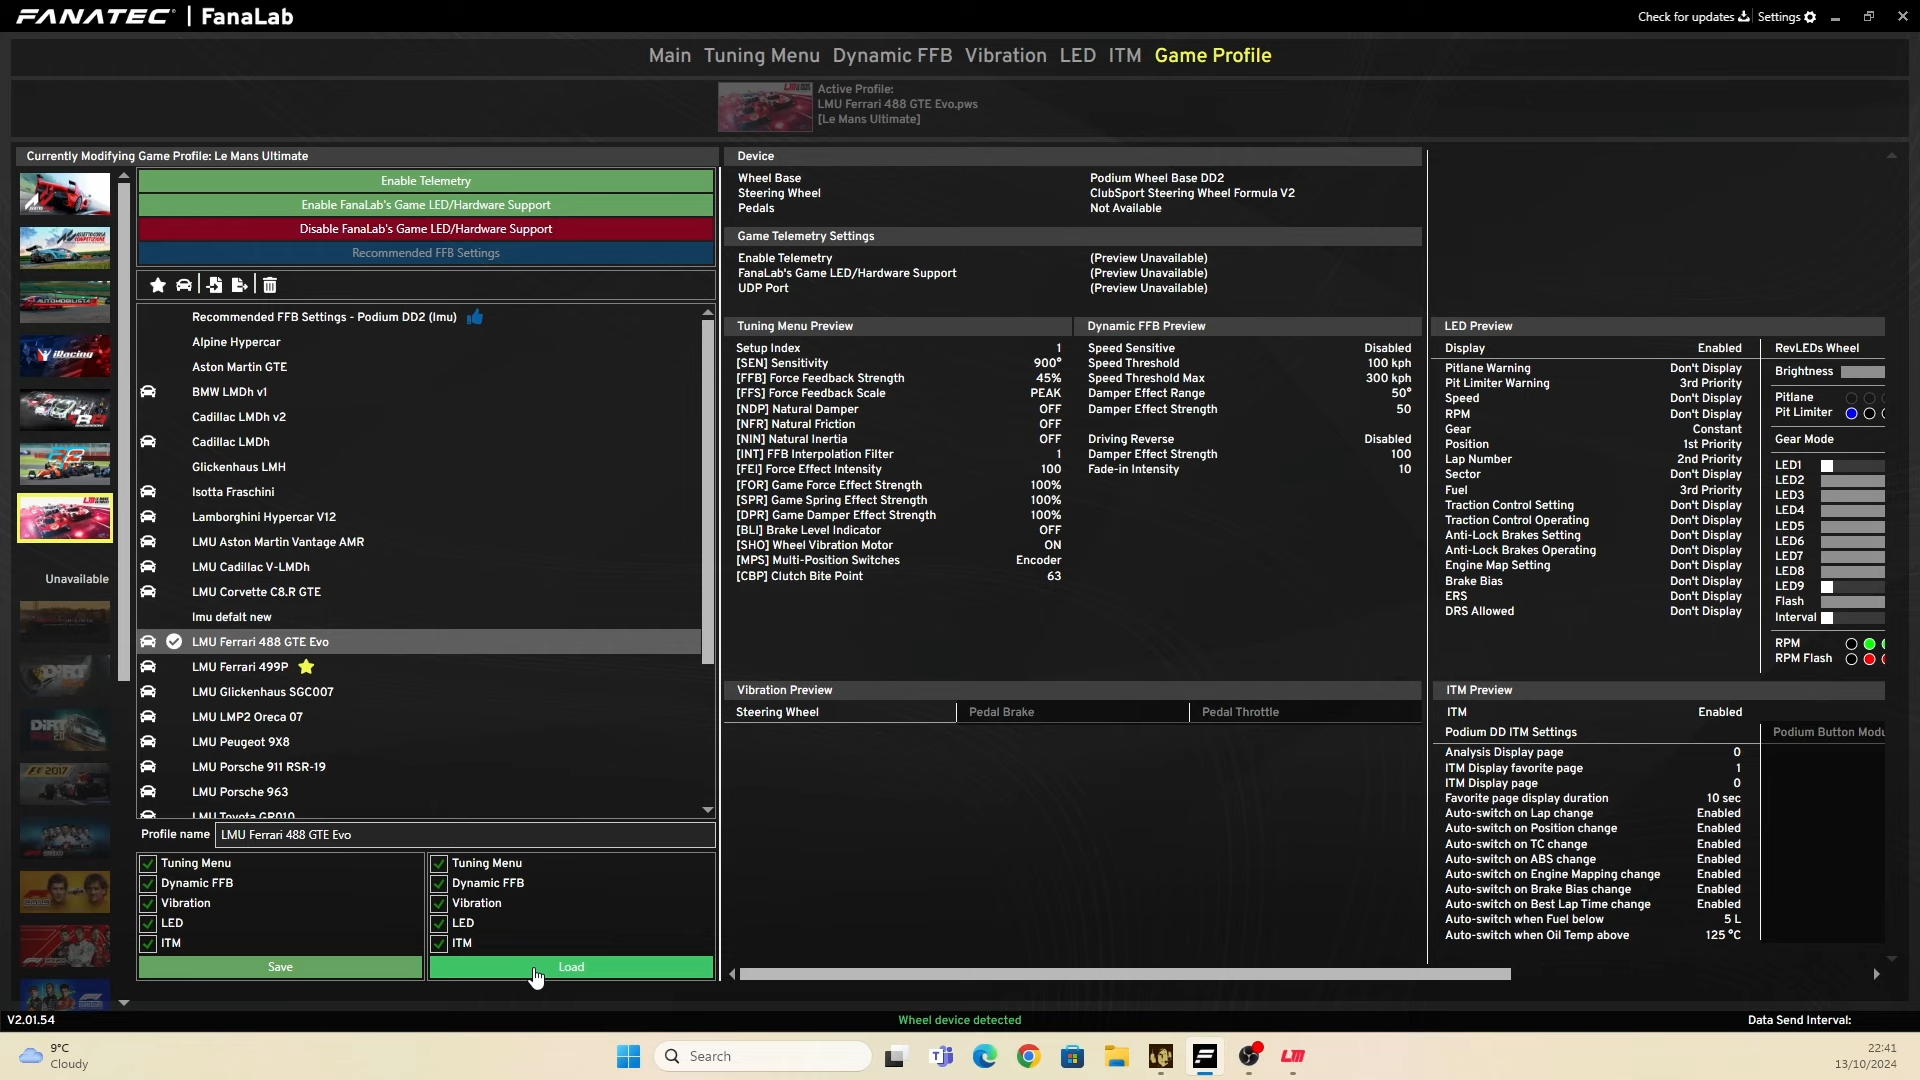 FANATEC | FanaLab
Check for updates Settings
Main Tuning Menu Dynamic FFB Vibration LED ITM Game Profile
Active Profile:
LMU Ferrari 488 GTE Evo.pws
[Le Mans Ultimate]
Currently Modifying Game Profile: Le Mans Ultimate
Enable Telemetry
Enable FanaLab's Game LED/Hardware Support
Disable FanaLab's Game LED/Hardware Support
Recommended FFB Settings
Recommended FFB Settings - Podium DD2 (lmu)
Alpine Hypercar
Aston Martin GTE
BMW LMDh v1
Cadillac LMDh v2
Cadillac LMDh
Glickenhaus LMH
Isotta Fraschini
Lamborghini Hypercar V12
LMU Aston Martin Vantage AMR
LMU Cadillac V-LMDh
LMU Corvette C8.R GTE
lmu defalt new
LMU Ferrari 488 GTE Evo
LMU Ferrari 499P
LMU Glickenhaus SGC007
LMU LMP2 Oreca 07
LMU Peugeot 9X8
LMU Porsche 911 RSR-19
LMU Porsche 963
LMU Toyota GR010
iRacing
Unavailable
Profile name LMU Ferrari 488 GTE Evo
Tuning Menu
Dynamic FFB
Vibration
LED
ITM
Save
Tuning Menu
Dynamic FFB
Vibration
LED
ITM
Load
Device
Wheel Base Podium Wheel Base DD2
Steering Wheel ClubSport Steering Wheel Formula V2
Pedals Not Available
Game Telemetry Settings
Enable Telemetry (Preview Unavailable)
FanaLab's Game LED/Hardware Support (Preview Unavailable)
UDP Port (Preview Unavailable)
Tuning Menu Preview
Setup Index 1
[SEN] Sensitivity 900°
[FFB] Force Feedback Strength 45%
[FFS] Force Feedback Scale PEAK
[NDP] Natural Damper OFF
[NFR] Natural Friction OFF
[NIN] Natural Inertia OFF
[INT] FFB Interpolation Filter 1
[FEI] Force Effect Intensity 100
[FOR] Game Force Effect Strength 100%
[SPR] Game Spring Effect Strength 100%
[DPR] Game Damper Effect Strength 100%
[BLI] Brake Level Indicator OFF
[SHO] Wheel Vibration Motor ON
[MPS] Multi-Position Switches Encoder
[CBP] Clutch Bite Point 63
Dynamic FFB Preview
Speed Sensitive Disabled
Speed Threshold 100 kph
Speed Threshold Max 300 kph
Damper Effect Range 50°
Damper Effect Strength 50
Driving Reverse Disabled
Damper Effect Strength 100
Fade-in Intensity 10
Vibration Preview
Steering Wheel Pedal Brake Pedal Throttle
LED Preview
Display Enabled
Pitlane Warning Don't Display
Pit Limiter Warning 3rd Priority
Speed Don't Display
RPM Don't Display
Gear Constant
Position 1st Priority
Lap Number 2nd Priority
Sector Don't Display
Fuel 3rd Priority
Traction Control Setting Don't Display
Traction Control Operating Don't Display
Anti-Lock Brakes Setting Don't Display
Anti-Lock Brakes Operating Don't Display
Engine Map Setting Don't Display
Brake Bias Don't Display
ERS Don't Display
DRS Allowed Don't Display
RevLEDs Wheel
Brightness
Pitlane
Pit Limiter
Gear Mode
LED1
LED2
LED3
LED4
LED5
LED6
LED7
LED8
LED9
Flash
Interval
RPM
RPM Flash
ITM Preview
ITM Enabled
Podium DD ITM Settings
Analysis Display page 0
ITM Display favorite page 1
ITM Display page 0
Favorite page display duration 10 sec
Auto-switch on Lap change Enabled
Auto-switch on Position change Enabled
Auto-switch on TC change Enabled
Auto-switch on ABS change Enabled
Auto-switch on Engine Mapping change Enabled
Auto-switch on Brake Bias change Enabled
Auto-switch on Best Lap Time change Enabled
Auto-switch when Fuel below 5 L
Auto-switch when Oil Temp above 125 °C
Podium Button Modu
V2.01.54
Wheel device detected
Data Send Interval:
9°C
Cloudy
Search
22:41
13/10/2024